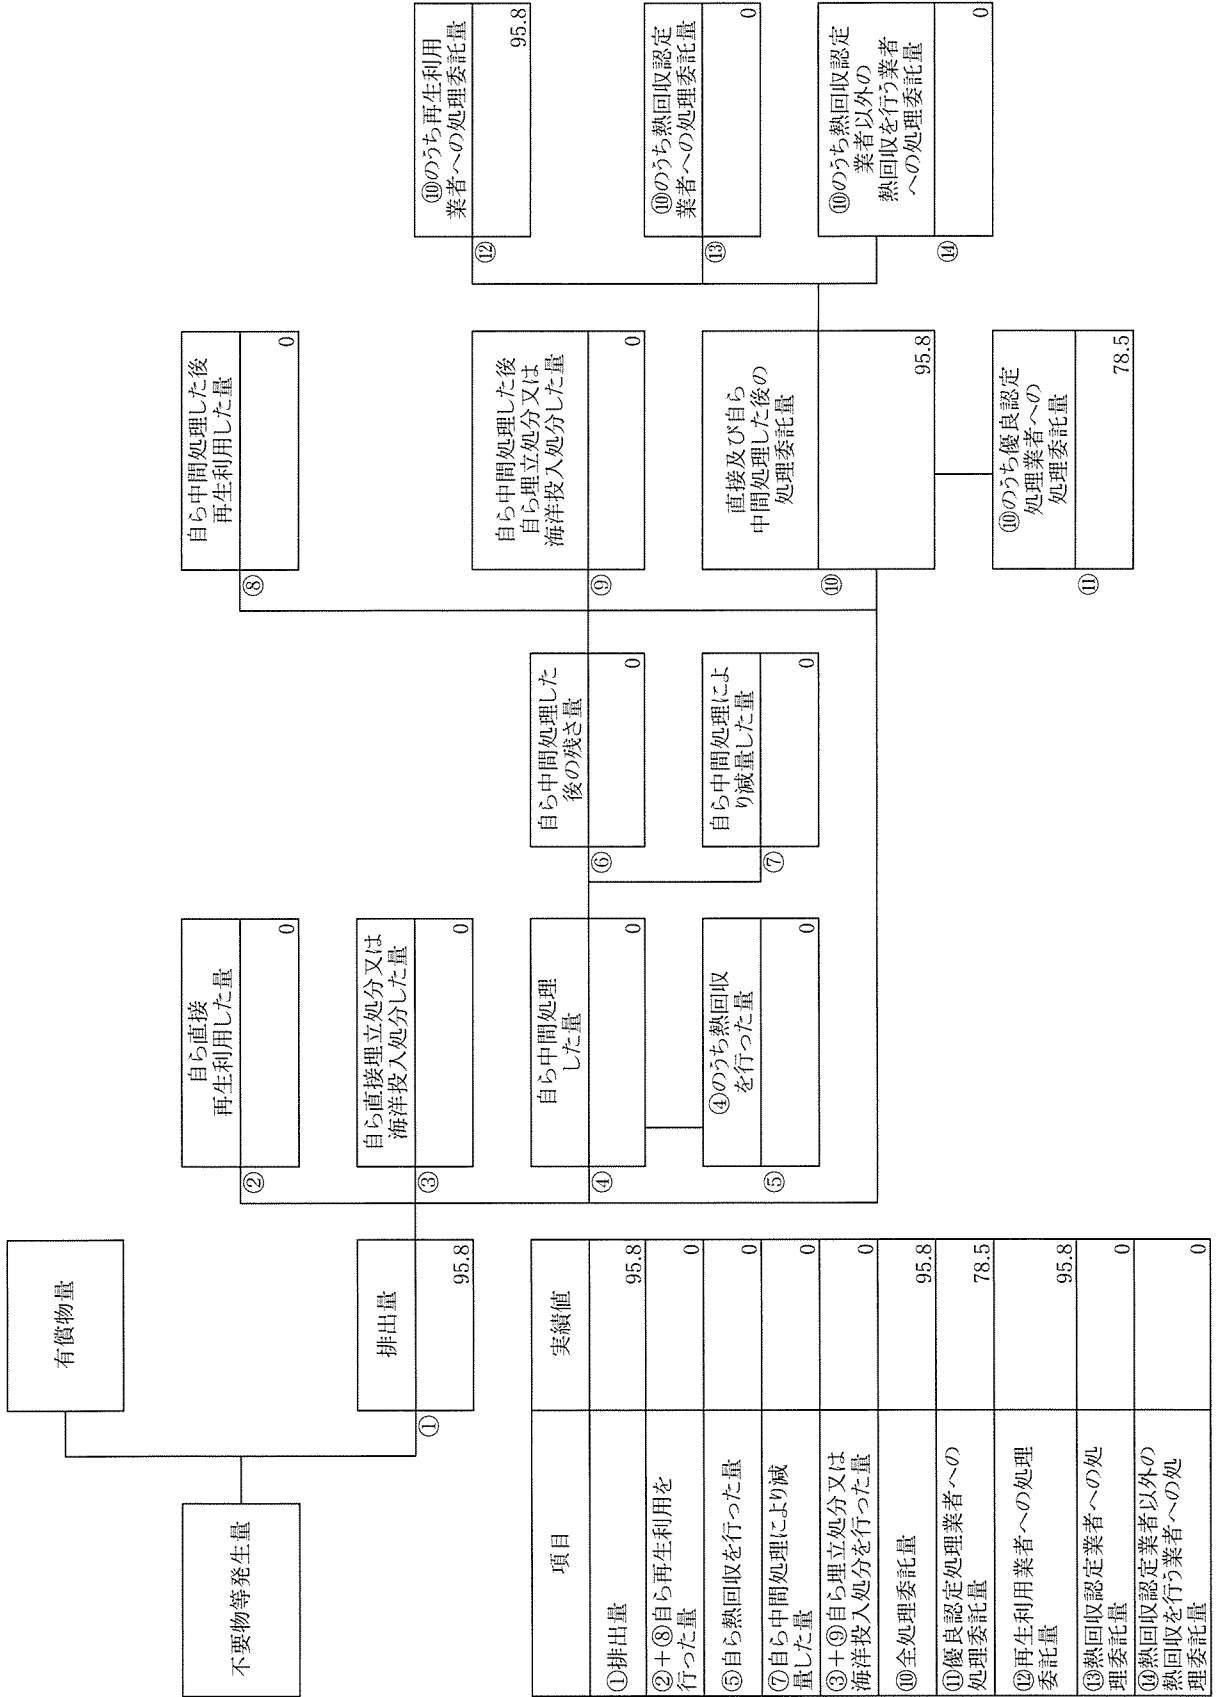 不要物等発生量
有償物量
排出量
①
95.8
自ら直接
再生利用した量
②
0
自ら直接埋立処分又は
海洋投入処分した量
③
0
自ら中間処理
した量
④
0
④のうち熱回収
を行った量
⑤
0
自ら中間処理した
後の残さ量
⑥
0
自ら中間処理によ
り減量した量
⑦
0
自ら中間処理した後
再生利用した量
⑧
0
自ら中間処理した後
自ら埋立処分又は
海洋投入処分した量
⑨
0
直接及び自ら
中間処理した後の
処理委託量
⑩
95.8
⑩のうち優良認定
処理業者への
処理委託量
⑪
78.5
⑩のうち再生利用
業者への処理委託量
⑫
95.8
⑩のうち熱回収認定
業者への処理委託量
⑬
0
⑩のうち熱回収認定
業者以外の
熱回収を行う業者
への処理委託量
⑭
0
項目 実績値
①排出量 95.8
②+⑧自ら再生利用を
行った量 0
⑤自ら熱回収を行った量 0
⑦自ら中間処理により減
量した量 0
③+⑨自ら埋立処分又は
海洋投入処分を行った量 0
⑩全処理委託量 95.8
⑪優良認定処理業者への
処理委託量 78.5
⑫再生利用業者への処理
委託量 95.8
⑬熱回収認定業者への処
理委託量 0
⑭熱回収認定業者以外の
熱回収を行う業者への処
理委託量 0